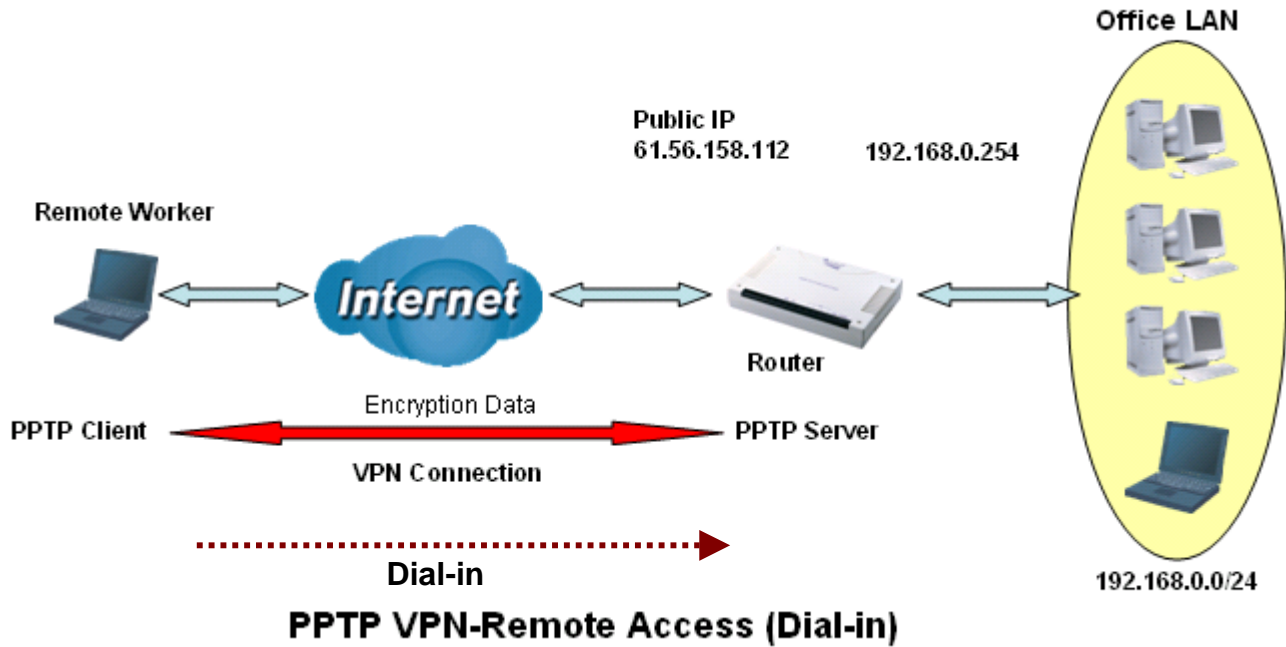 Office LAN
Public IP
61.56.158.112
192.168.0.254
Remote Worker
Internet
Router
Encryption Data
PPTP Client
PPTP Server
VPN Connection
Dial-in
192.168.0.0/24
PPTP VPN-Remote Access (Dial-in)